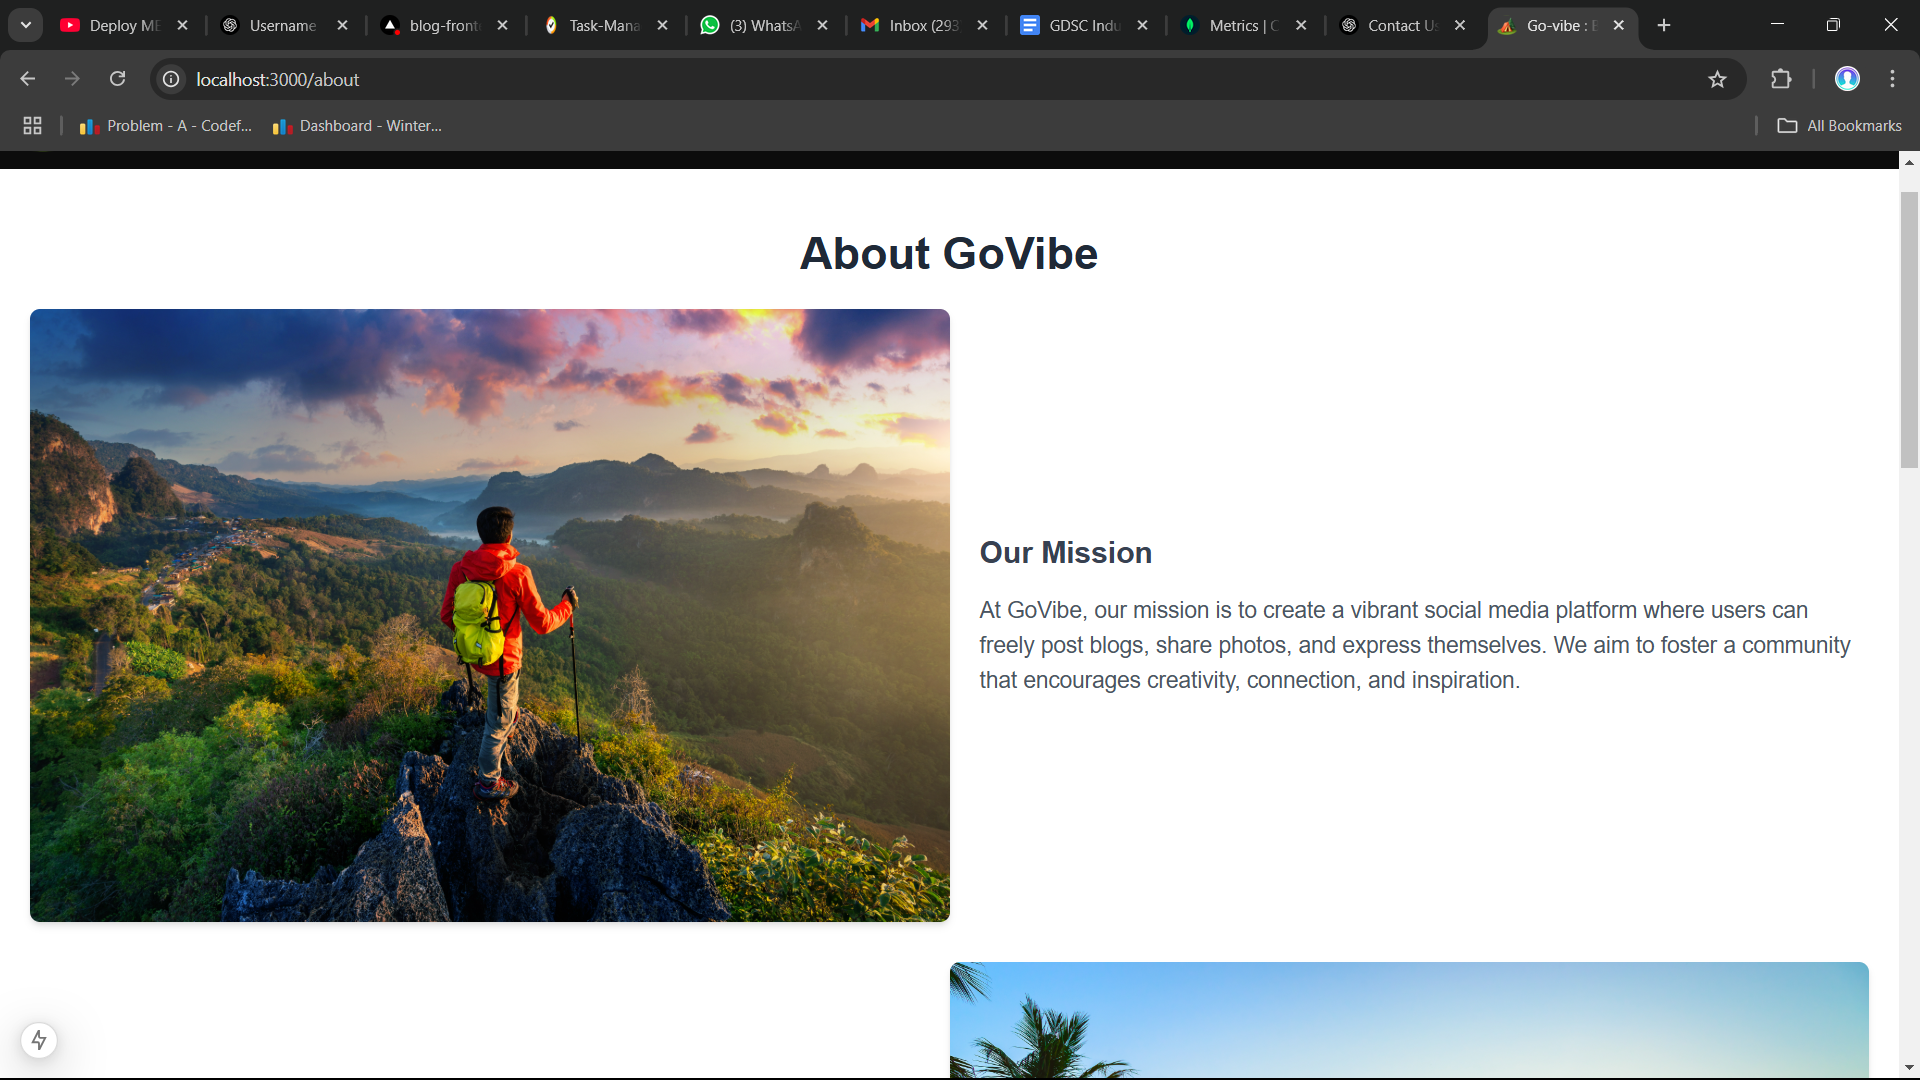 Deploy ME
Username
blog-front
Task-Mana
(3) WhatsA
Inbox (293
GDSC Indu
Metrics | C
Contact Us
Go-vibe : E
localhost:3000/about
Problem - A - Codef...
Dashboard - Winter...
All Bookmarks
About GoVibe
Our Mission
At GoVibe, our mission is to create a vibrant social media platform where users can
freely post blogs, share photos, and express themselves. We aim to foster a community
that encourages creativity, connection, and inspiration.